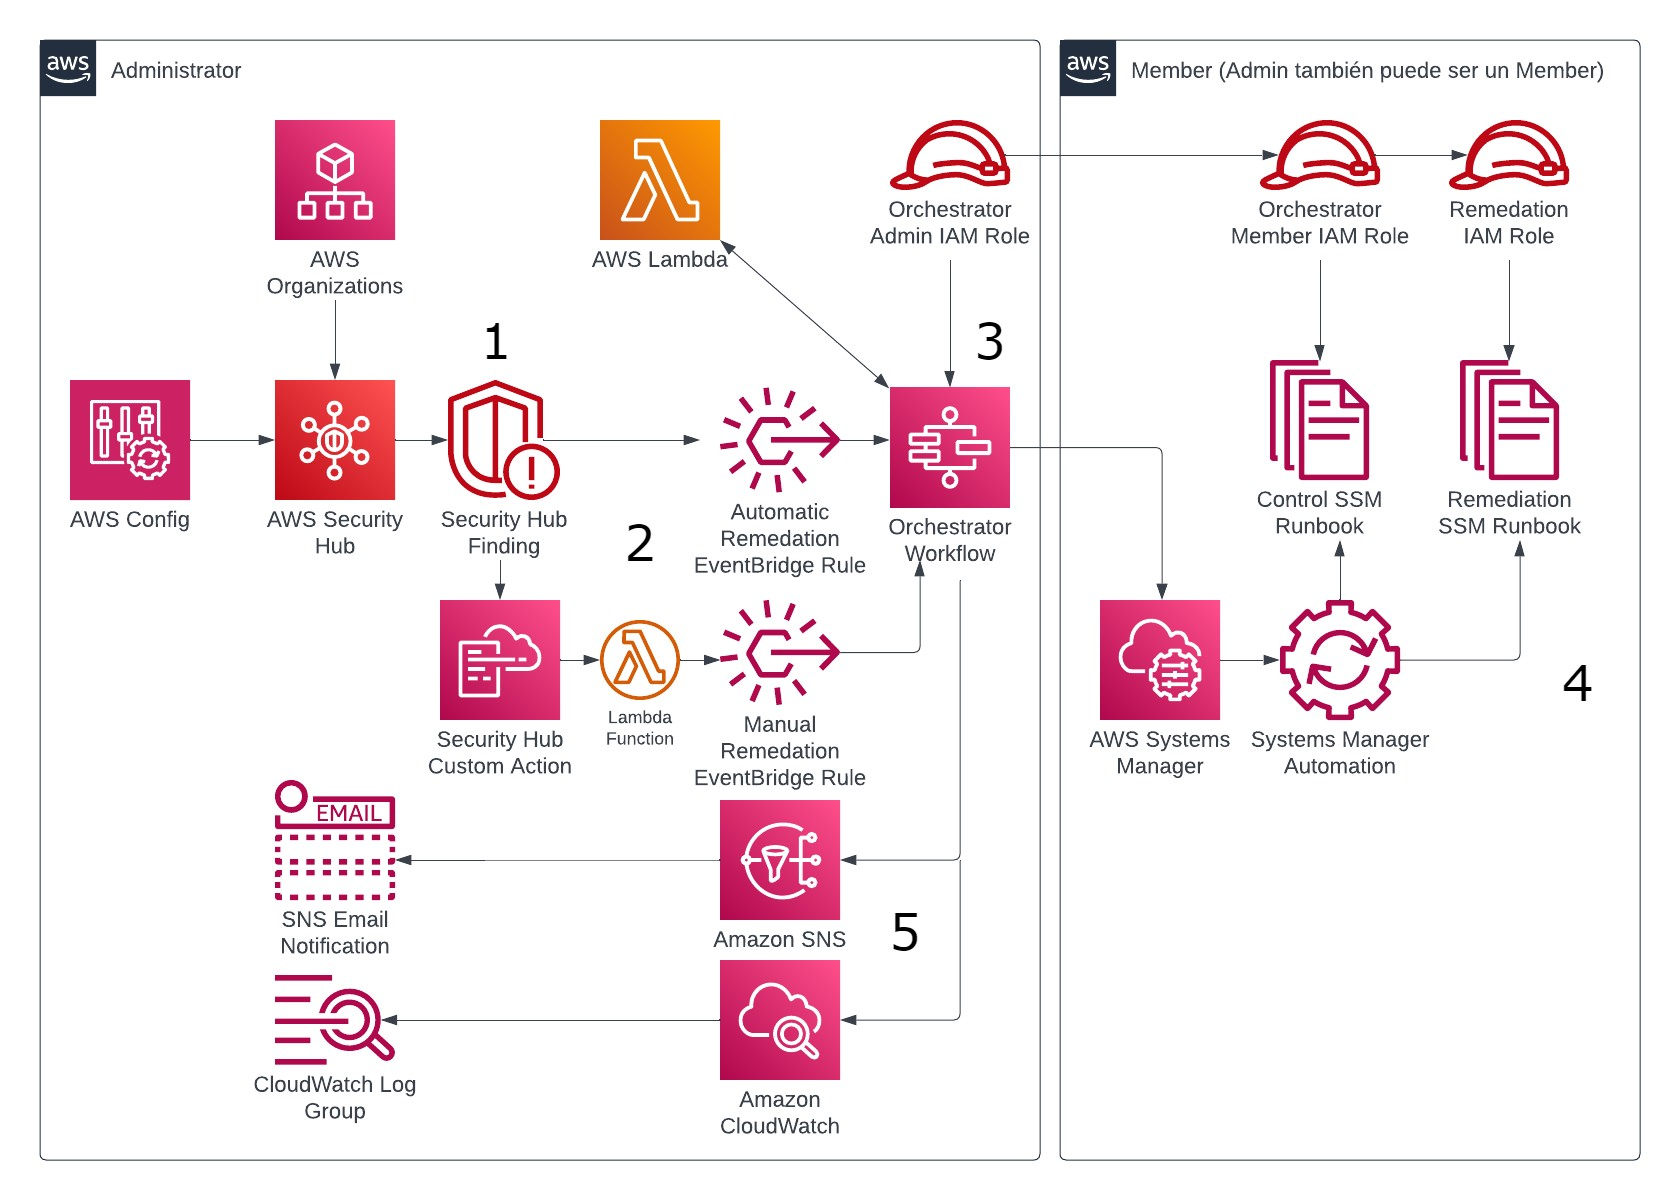 aws
Administrator
aws
Member (Admin también puede ser un Member)
AWS
Organizations
AWS Lambda
Orchestrator
Admin IAM Role
Orchestrator
Member IAM Role
Remedation
IAM Role
1
3
AWS Config
AWS Security
Hub
Security Hub
Finding
2
Automatic
Remedation
EventBridge Rule
Orchestrator
Workflow
Control SSM
Runbook
Remediation
SSM Runbook
Security Hub
Custom Action
Lambda
Function
Manual
Remedation
EventBridge Rule
AWS Systems
Manager
Systems Manager
Automation
4
EMAIL
SNS Email
Notification
Amazon SNS
5
CloudWatch Log
Group
Amazon
CloudWatch